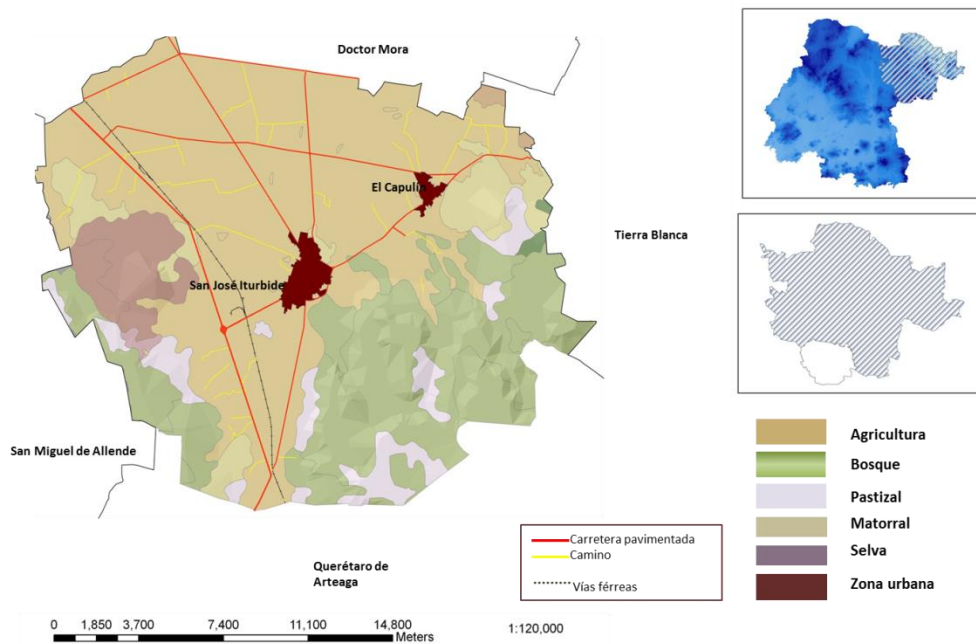 Doctor Mora
El Capulín
Tierra Blanca
San José Iturbide
San Miguel de Allende
Querétaro de
Arteaga
Carretera pavimentada
Camino
Vías férreas
Agricultura
Bosque
Pastizal
Matorral
Selva
Zona urbana
0 1,850 3,700 7,400 11,100 14,800
Meters
1:120,000